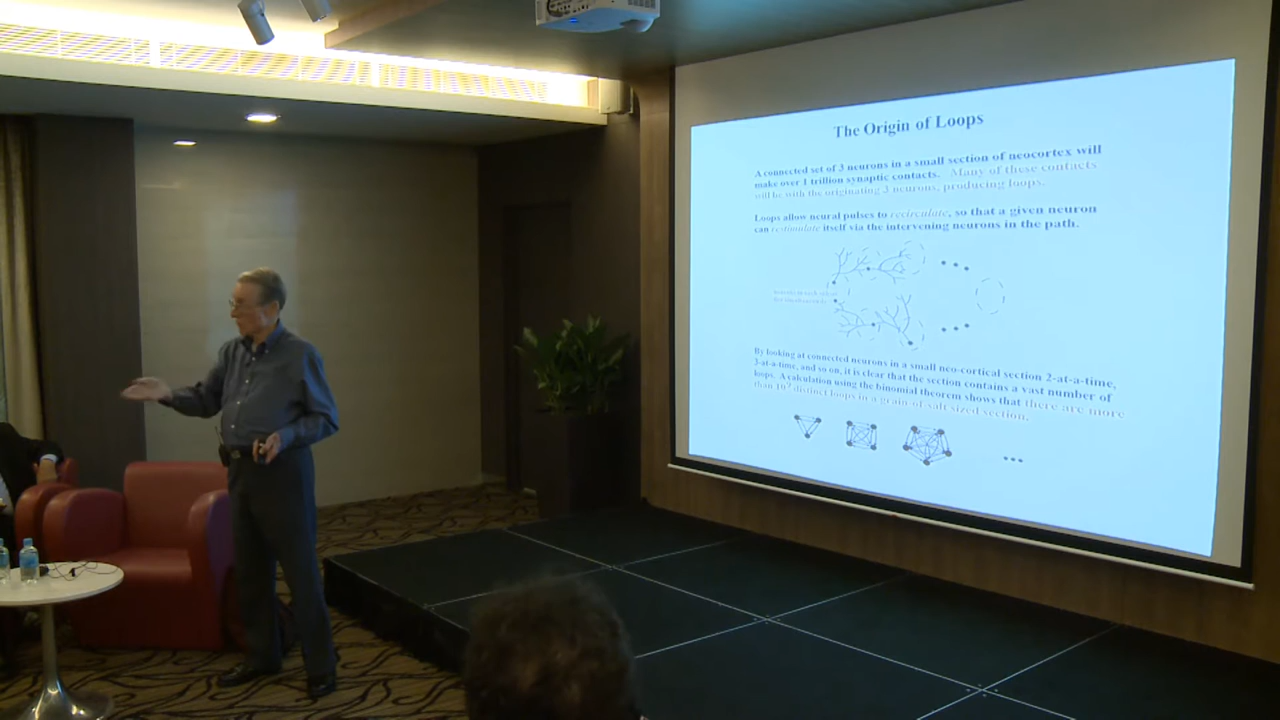 The Origin of Loops
A connected set of 3 neurons in a small section of neocortex will
make over 1 trillion synaptic contacts. Many of these contacts
will be with the originating 3 neurons, producing loops.
Loops allow neural pulses to recirculate, so that a given neuron
can restimulate itself via the intervening neurons in the path.
By looking at connected neurons in a small neo-cortical section 2-at-a-time,
3-at-a-time, and so on, it is clear that the section contains a vast number of
loops. A calculation using the binomial theorem shows that there are more
distinct loops in a grain-of-salt sized section.